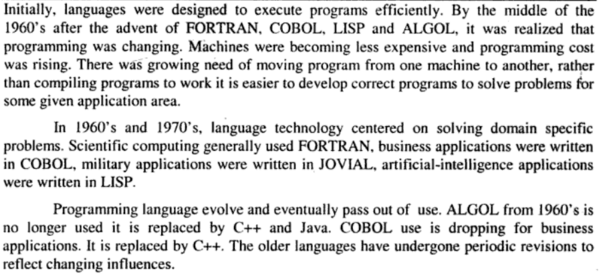 Initially, languages were designed to execute programs efficiently. By the middle of the
1960's after the advent of FORTRAN, COBOL, LISP and ALGOL, it was realized that
programming was changing. Machines were becoming less expensive and programming cost
was rising. There was growing need of moving program from one machine to another, rather
than compiling programs to work it is easier to develop correct programs to solve problems for
some given application area.
In 1960's and 1970's, language technology centered on solving domain specific
problems. Scientific computing generally used FORTRAN, business applications were written
in COBOL, military applications were written in JOVIAL, artificial-intelligence applications
were written in LISP.
Programming language evolve and eventually pass out of use. ALGOL from 1960's is
no longer used it is replaced by C++ and Java. COBOL use is dropping for business
applications. It is replaced by C++. The older languages have undergone periodic revisions to
reflect changing influences.